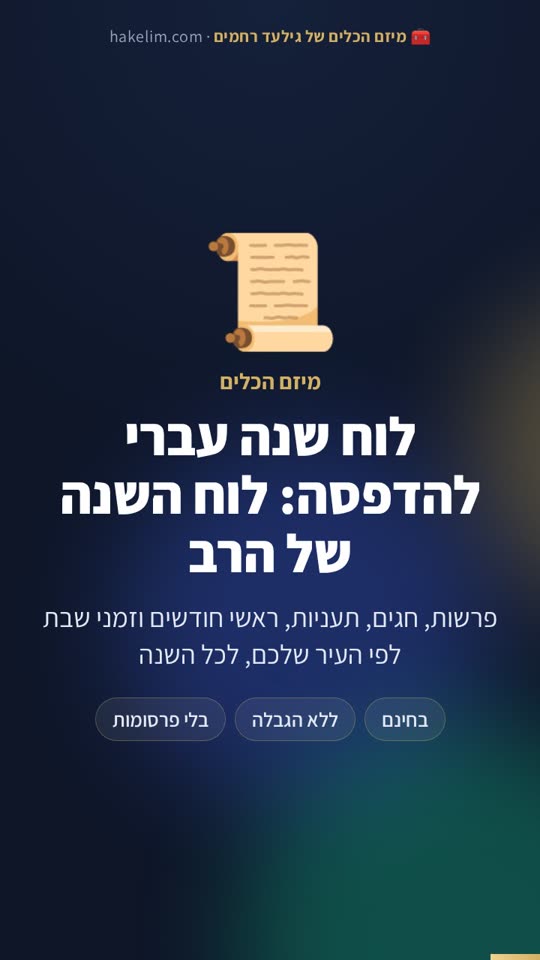 🧰 מיזם הכלים של גילעד רחמים · hakelim.com
מיזם הכלים
לוח שנה עברי
להדפסה: לוח השנה
של הרב
פרשות, חגים, תעניות, ראשי חודשים וזמני שבת
לפי העיר שלכם, לכל השנה
בחינם
ללא הגבלה
בלי פרסומות